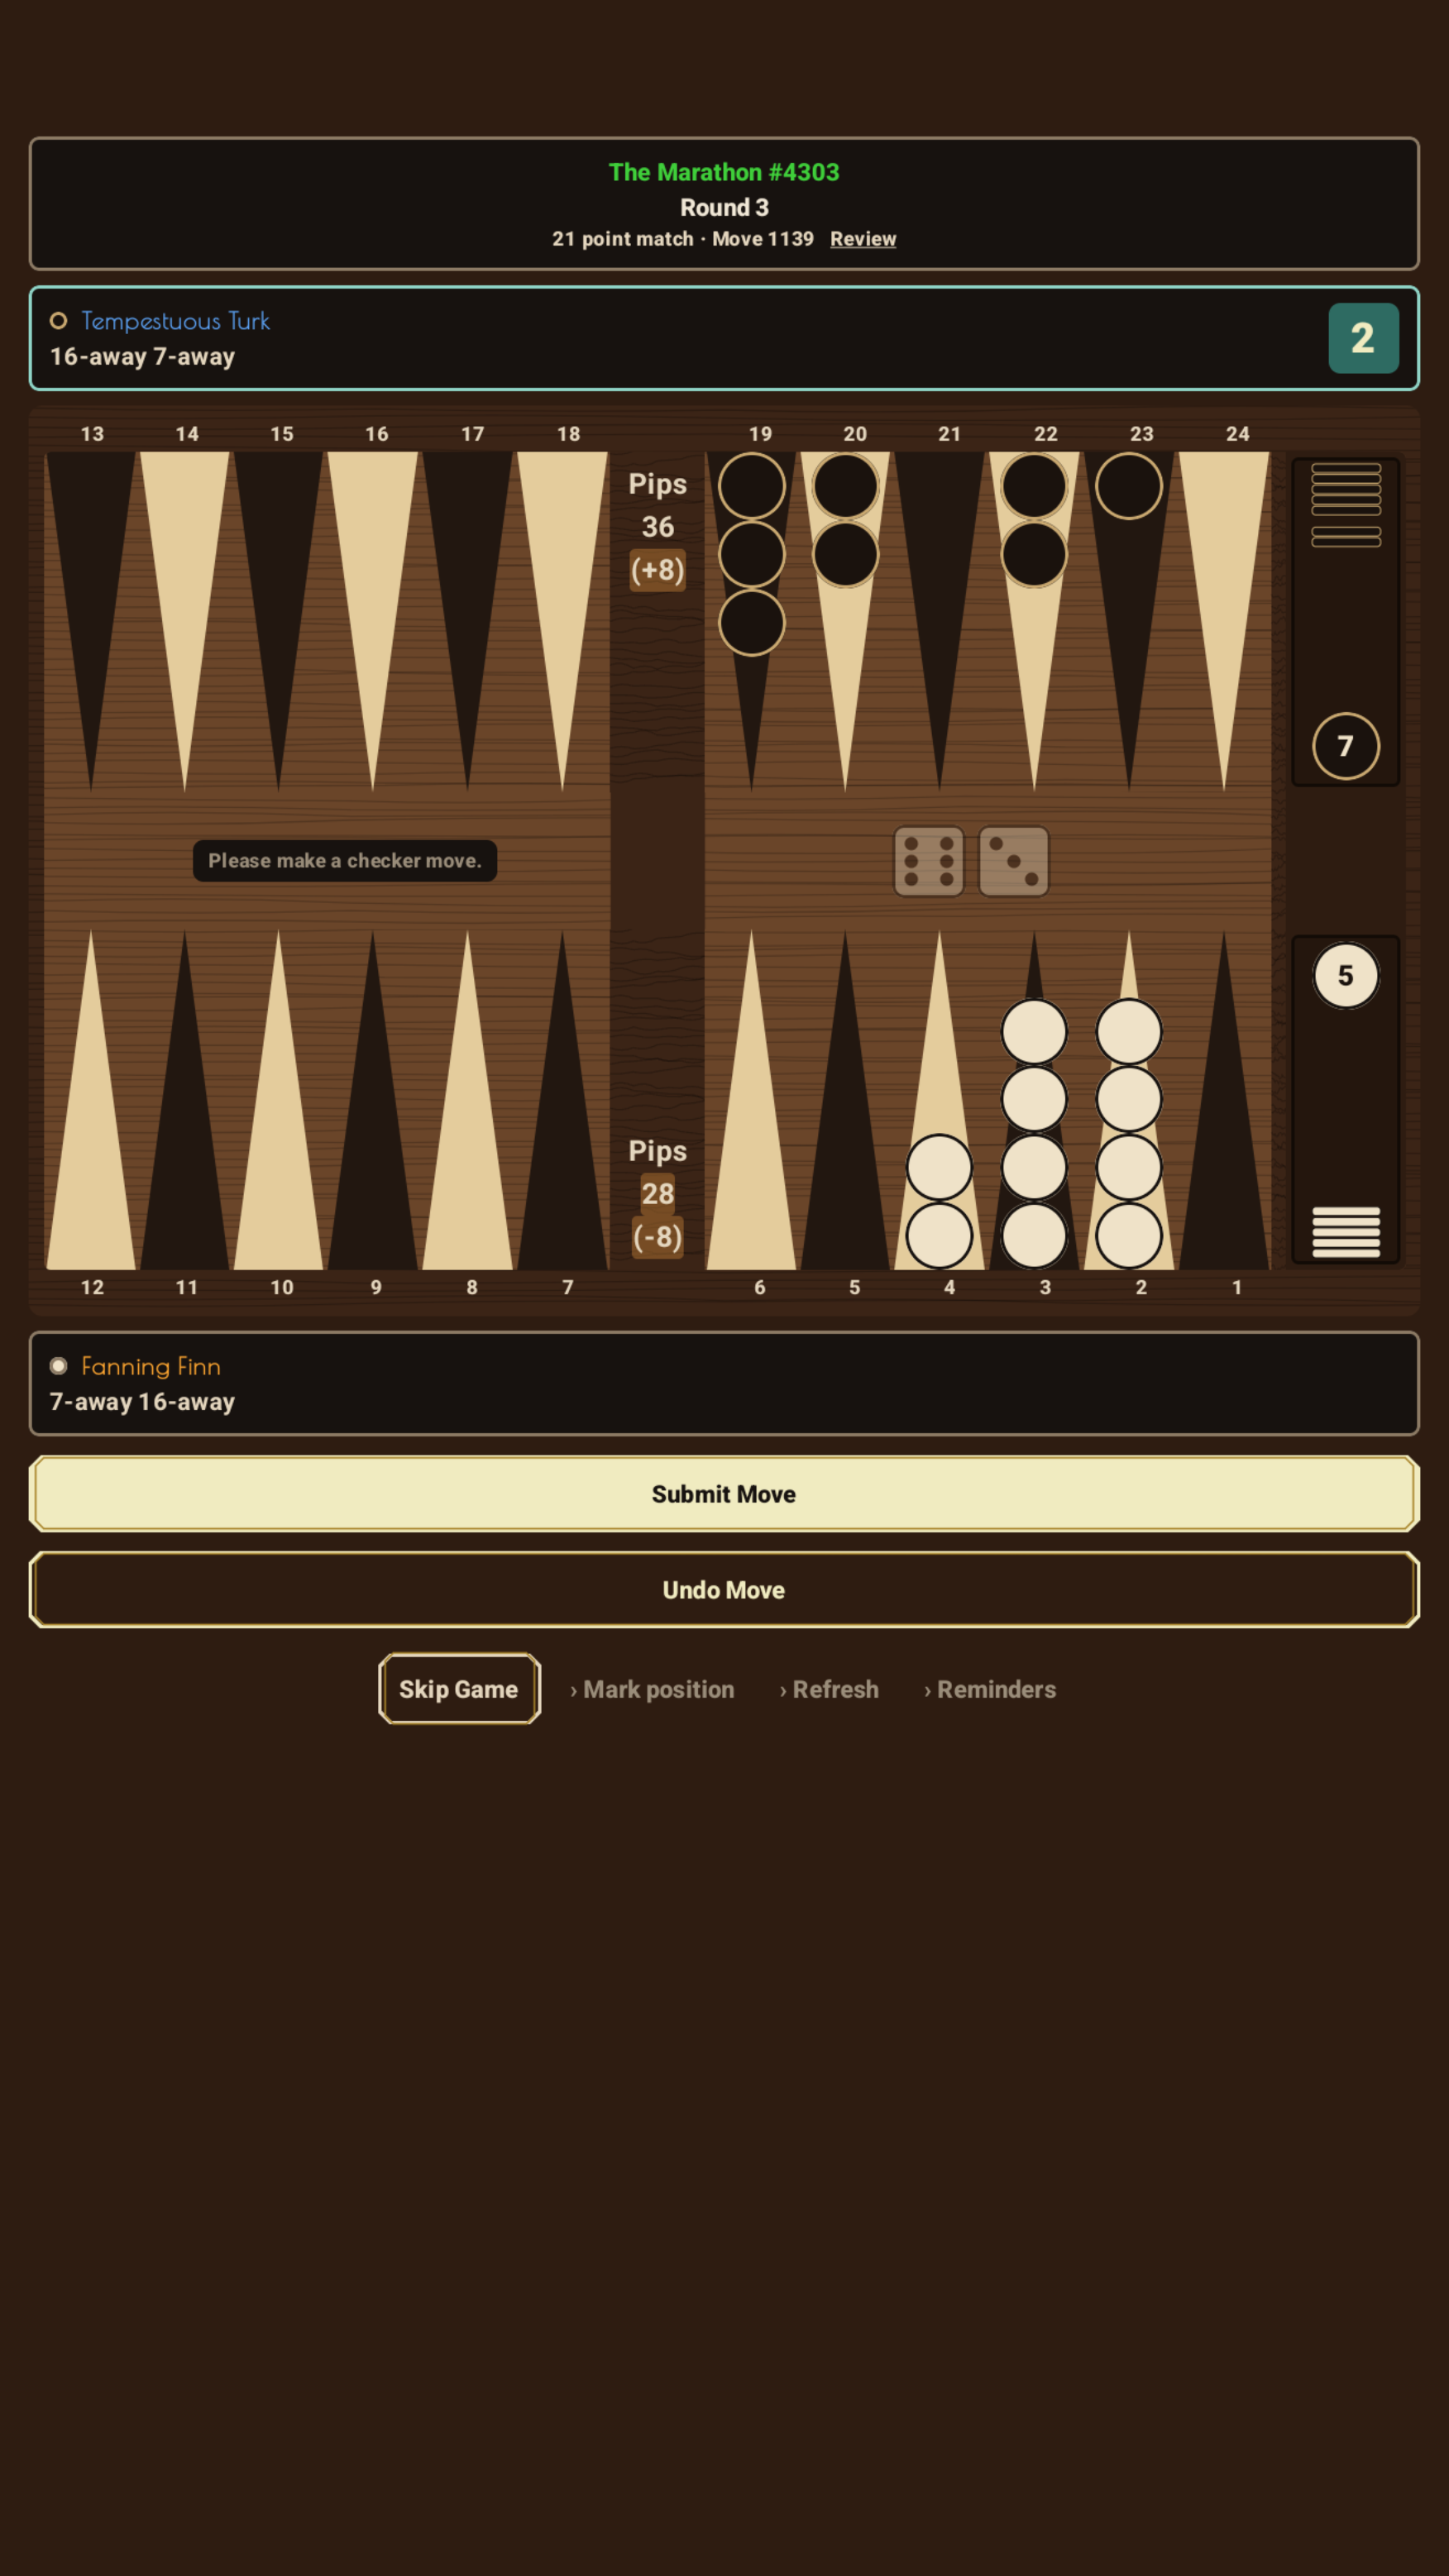 The Marathon #4303
Round 3
21 point match · Move 1139 Review
Tempestuous Turk
16-away 7-away
2
13 14 15 16 17 18 19 20 21 22 23 24
Pips
36
(+8)
7
Please make a checker move.
5
Pips
28
(-8)
12 11 10 9 8 7 6 5 4 3 2 1
Fanning Finn
7-away 16-away
Submit Move
Undo Move
Skip Game › Mark position › Refresh › Reminders